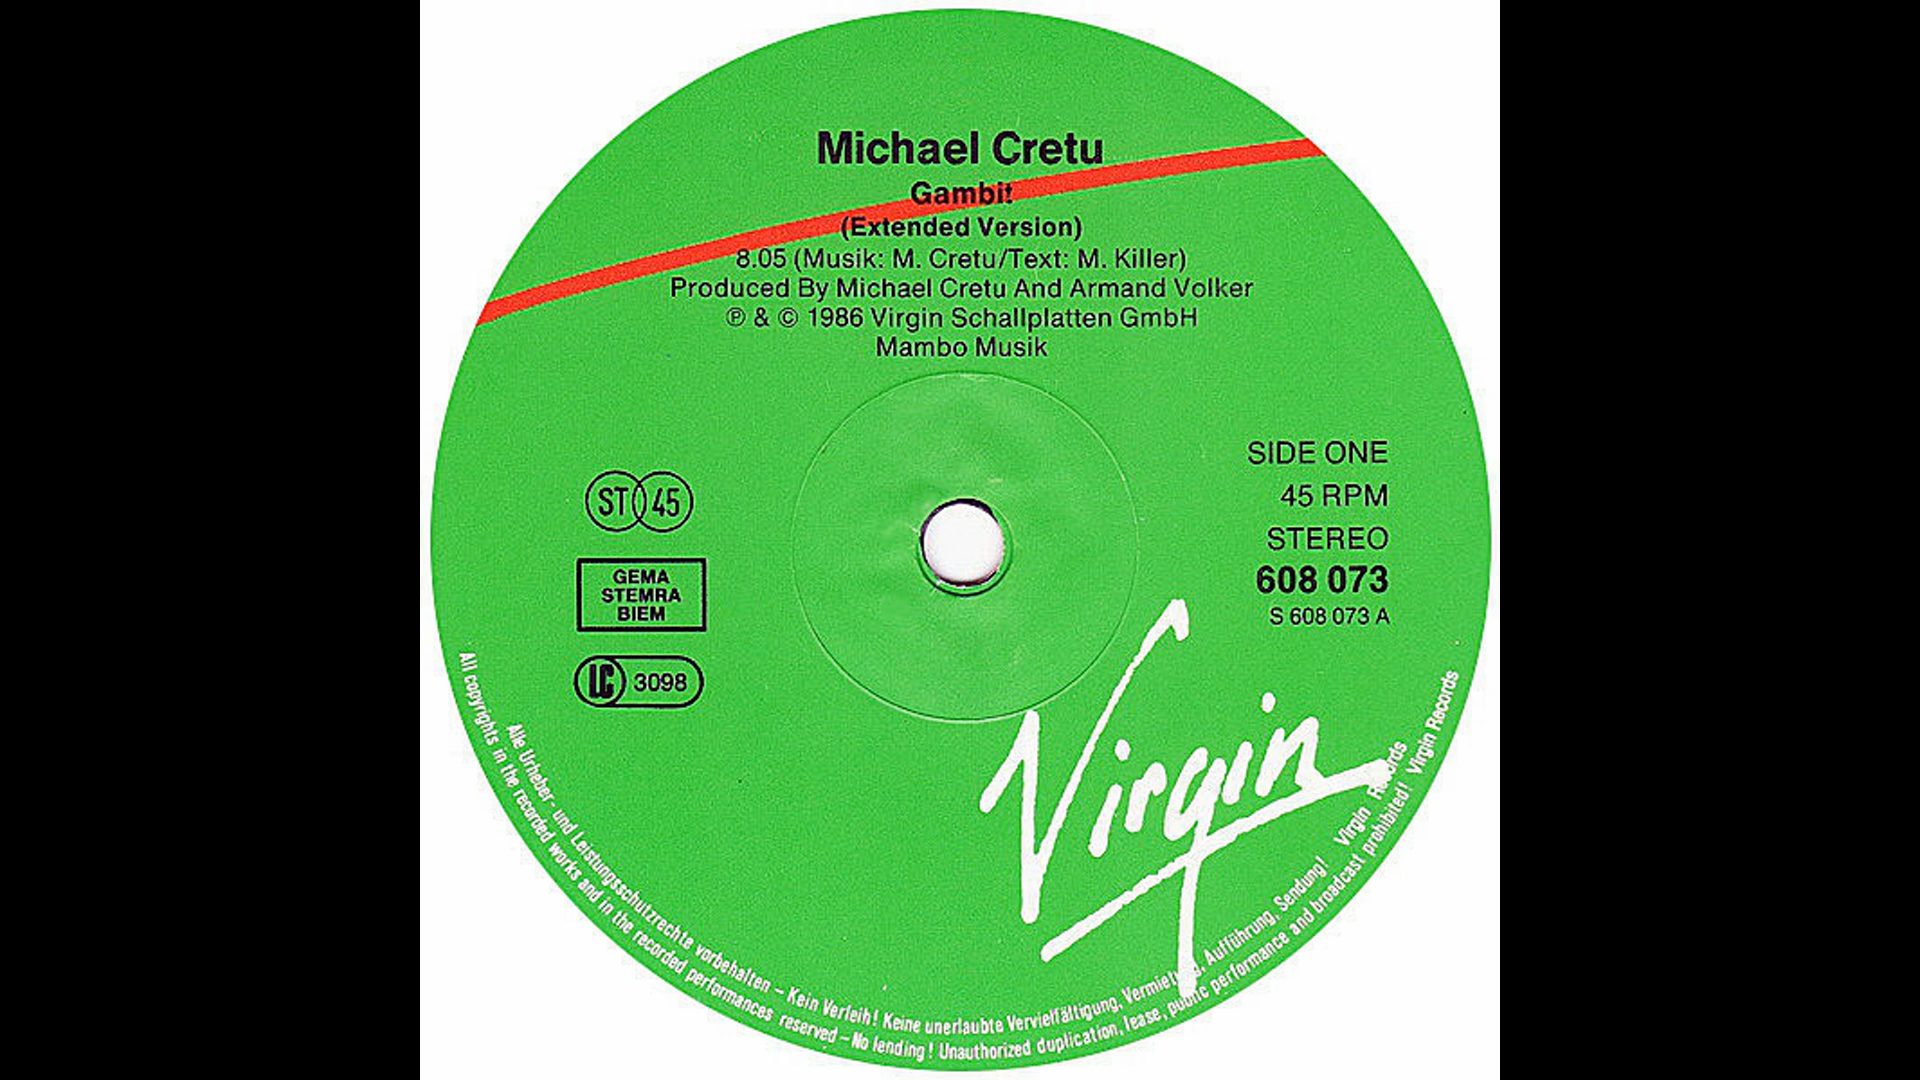 Michael Cretu
Gambit
(Extended Version)
8.05 (Musik: M. Cretu/Text: M. Killer)
Produced By Michael Cretu And Armand Volker
℗ & © 1986 Virgin Schallplatten GmbH
Mambo Musik
SIDE ONE
45 RPM
STEREO
608 073
S 608 073 A
ST 45
GEMA
STEMRA
BIEM
LC 3098
Virgin
Alle Urheber- und Leistungsschutzrechte vorbehalten – Kein Verleih! Keine unerlaubte Vervielfältigung, Vermietung, Aufführung, Sendung! Virgin Records
All copyrights in the recorded works and in the recorded performances reserved – No lending! Unauthorized duplication, lease, public performance and broadcast prohibited! Virgin Records